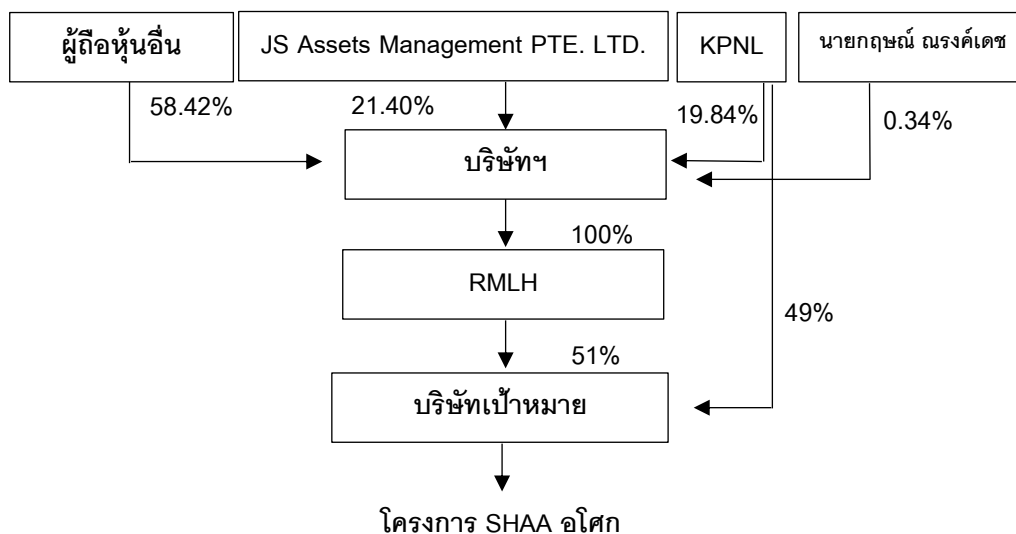 ผู้ถือหุ้นอื่น
JS Assets Management PTE. LTD.
KPNL
นายกฤษณ์ ณรงค์เดช
58.42%
21.40%
19.84%
0.34%
บริษัทฯ
100%
RMLH
49%
51%
บริษัทเป้าหมาย
โครงการ SHAA อโศก